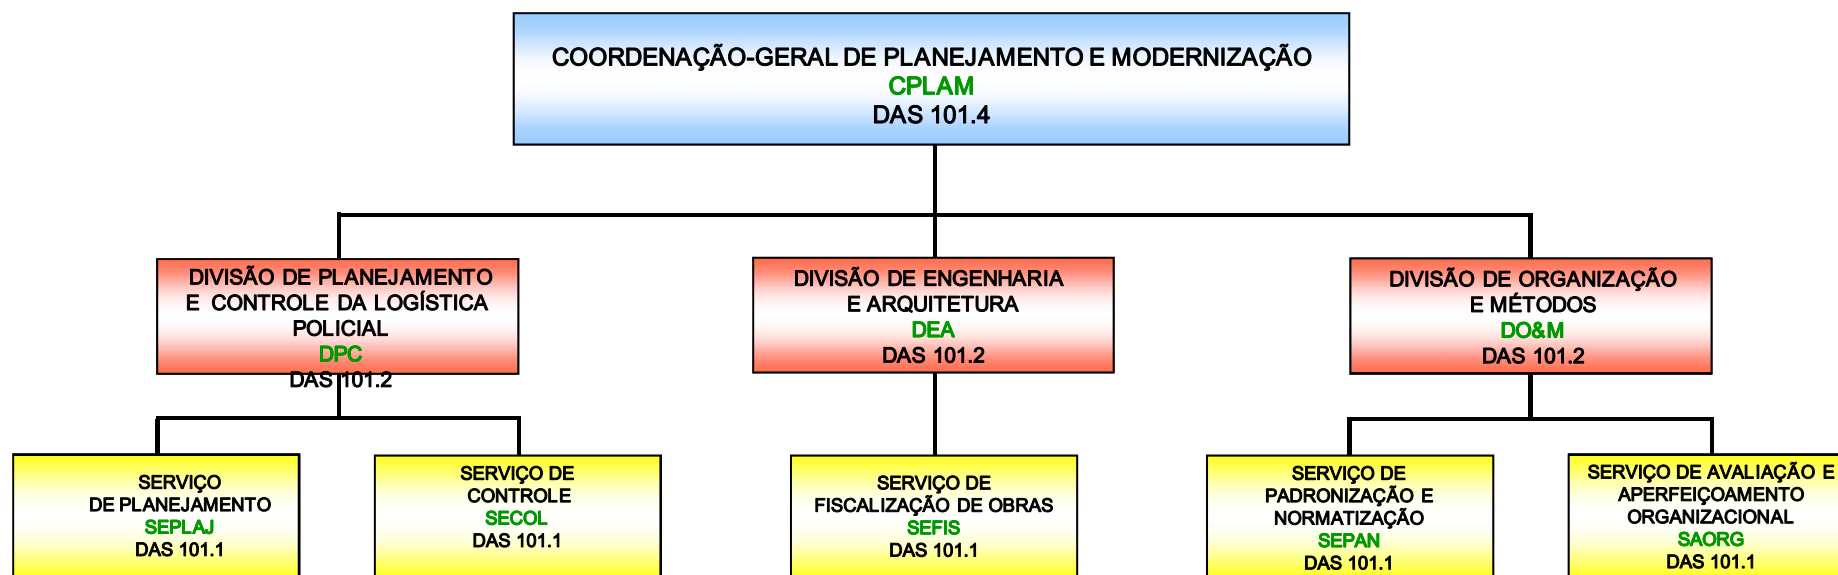 COORDENAÇÃO-GERAL DE PLANEJAMENTO E MODERNIZAÇÃO
CPLAM
DAS 101.4
DIVISÃO DE PLANEJAMENTO
E CONTROLE DA LOGÍSTICA
POLICIAL
DPC
DAS 101.2
DIVISÃO DE ENGENHARIA
E ARQUITETURA
DEA
DAS 101.2
DIVISÃO DE ORGANIZAÇÃO
E MÉTODOS
DO&M
DAS 101.2
SERVIÇO
DE PLANEJAMENTO
SEPLAJ
DAS 101.1
SERVIÇO DE
CONTROLE
SECOL
DAS 101.1
SERVIÇO DE
FISCALIZAÇÃO DE OBRAS
SEFIS
DAS 101.1
SERVIÇO DE
PADRONIZAÇÃO E
NORMATIZAÇÃO
SEPAN
DAS 101.1
SERVIÇO DE AVALIAÇÃO E
APERFEIÇOAMENTO
ORGANIZACIONAL
SAORG
DAS 101.1